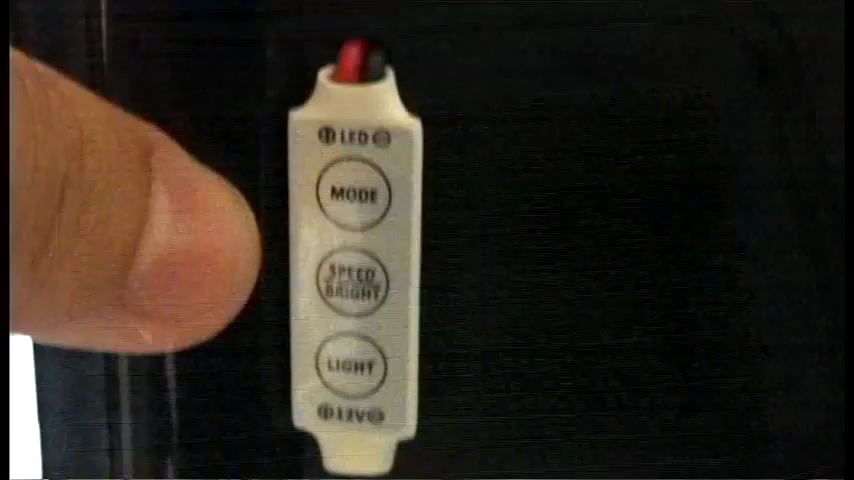 ⊕LED⊖
MODE
SPEED
BRIGHT
LIGHT
⊕12V⊖